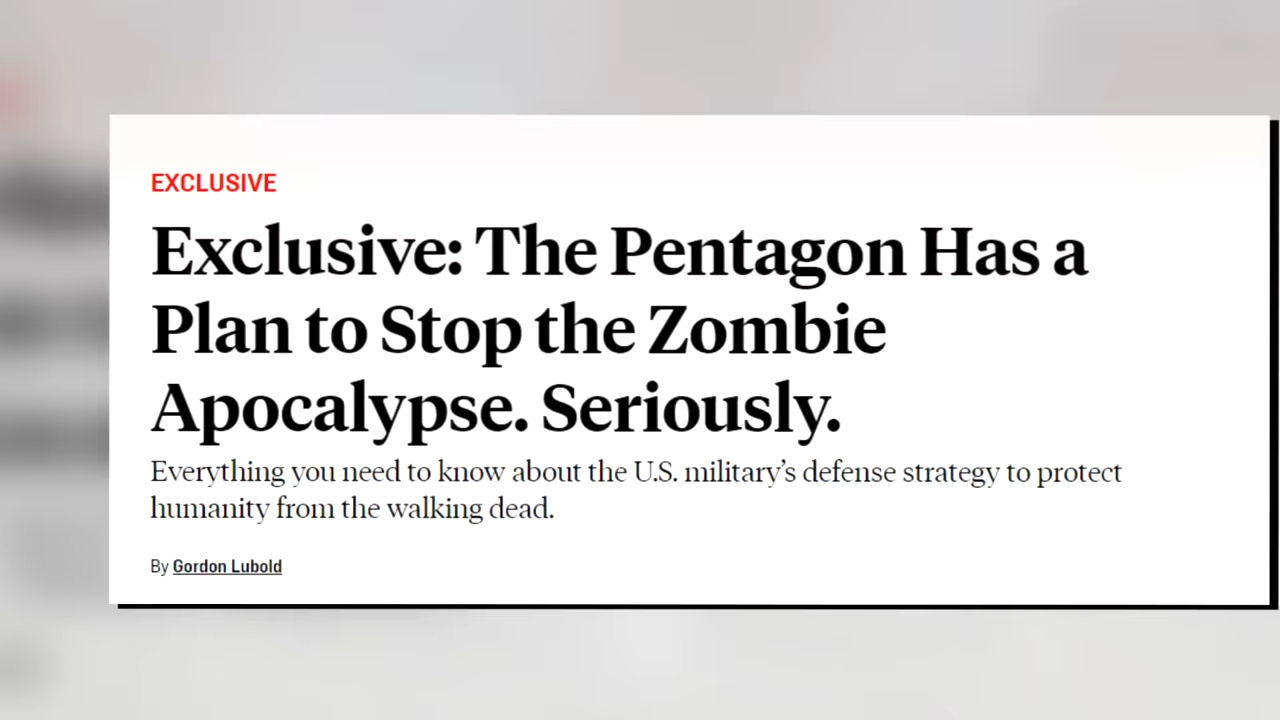 EXCLUSIVE
Exclusive: The Pentagon Has a
Plan to Stop the Zombie
Apocalypse. Seriously.
Everything you need to know about the U.S. military’s defense strategy to protect
humanity from the walking dead.
By Gordon Lubold